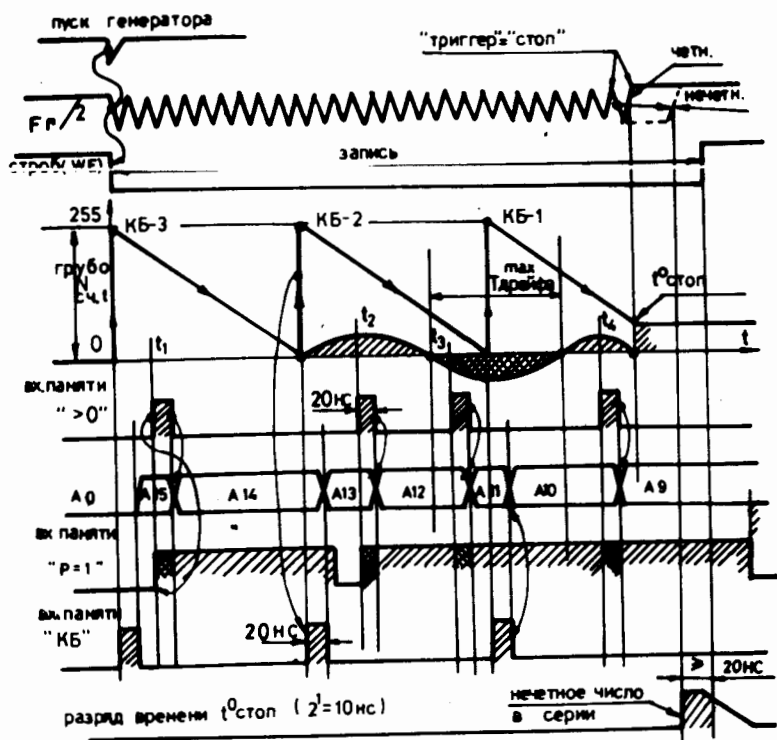 пуск генератора
"триггер"="стоп"
четн.
нечетн.
Fг/2
запись
строб(WE)
255
КБ-3
КБ-2
КБ-1
грубо
N сч.t
max
Tдрейфа
t⁰стоп
0
t₁
t₂
t₃
t₄
t
вх.памяти
">0"
20нс
A0
A15
A14
A13
A12
A11
A10
A9
вх памяти
"P=1"
вх.памяти
"КБ"
20нс
20нс
разряд времени t⁰стоп (2¹=10нс)
нечетное число
в серии